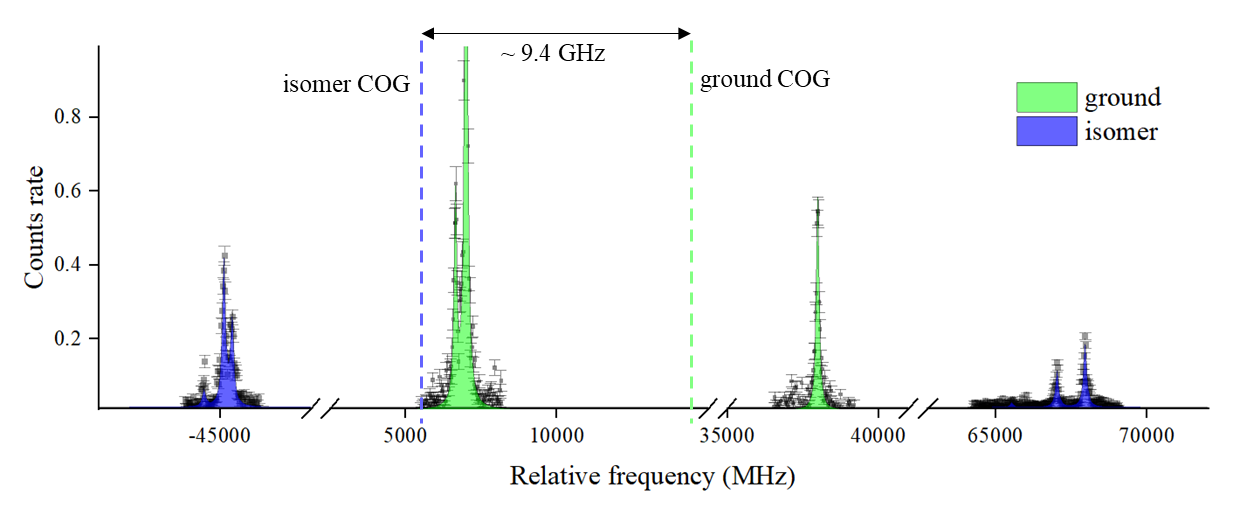 ~ 9.4 GHz
isomer COG
ground COG
ground
isomer
Counts rate
0.8
0.6
0.4
0.2
-45000
5000
10000
35000
40000
65000
70000
Relative frequency (MHz)